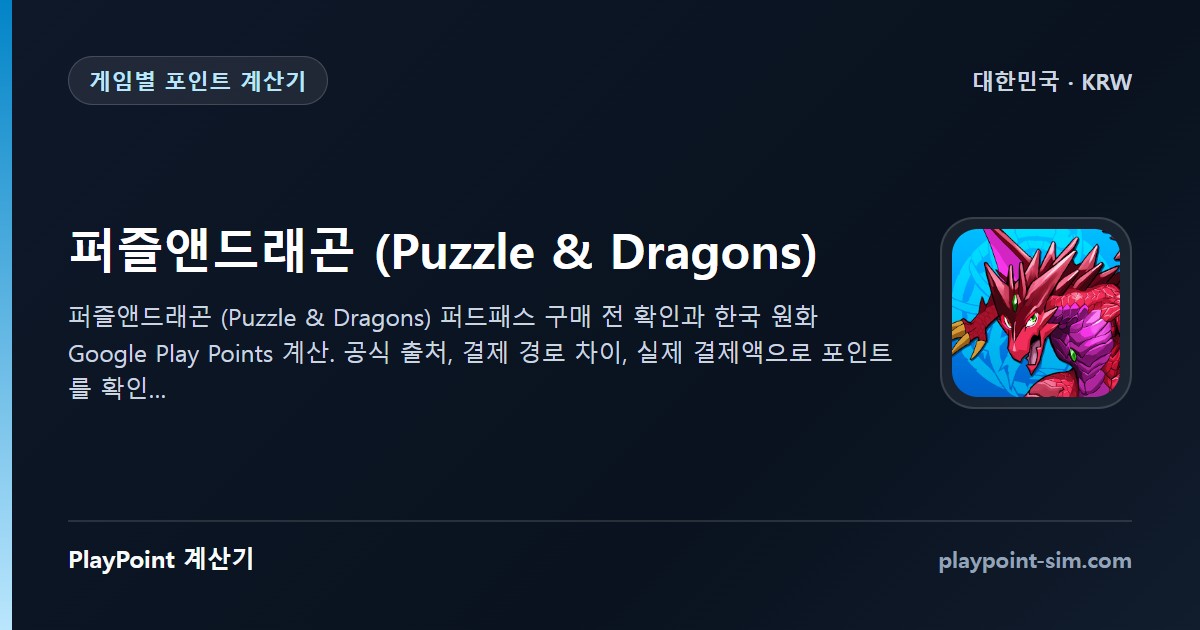 게임별 포인트 계산기
대한민국 · KRW
퍼즐앤드래곤 (Puzzle & Dragons)
퍼즐앤드래곤 (Puzzle & Dragons) 퍼드패스 구매 전 확인과 한국 원화
Google Play Points 계산. 공식 출처, 결제 경로 차이, 실제 결제액으로 포인트
를 확인...
PlayPoint 계산기
playpoint-sim.com